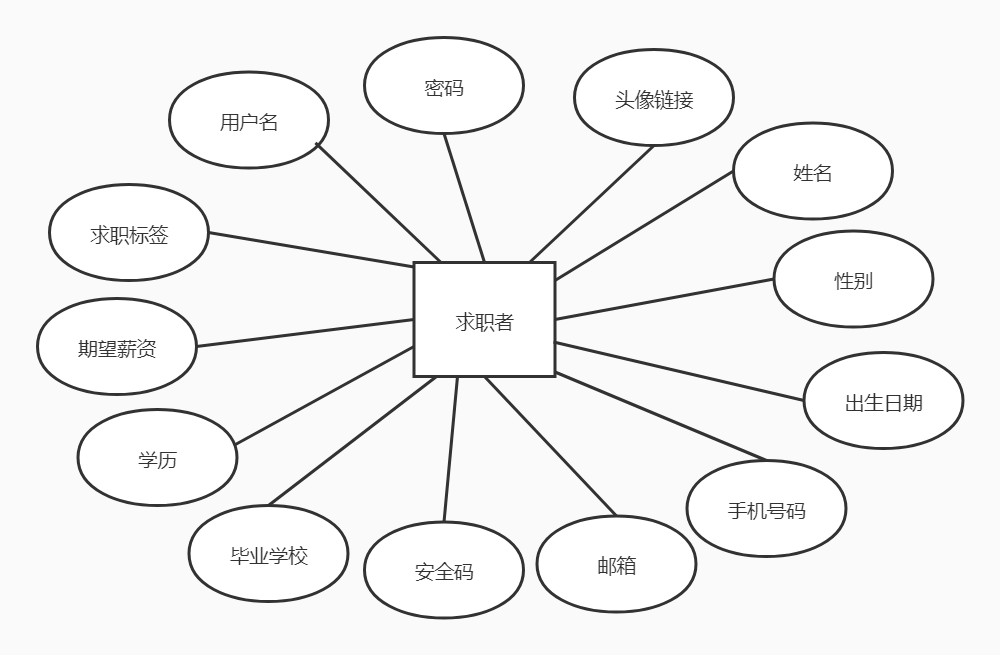 密码
头像链接
用户名
姓名
求职标签
性别
求职者
期望薪资
出生日期
学历
手机号码
毕业学校
安全码
邮箱